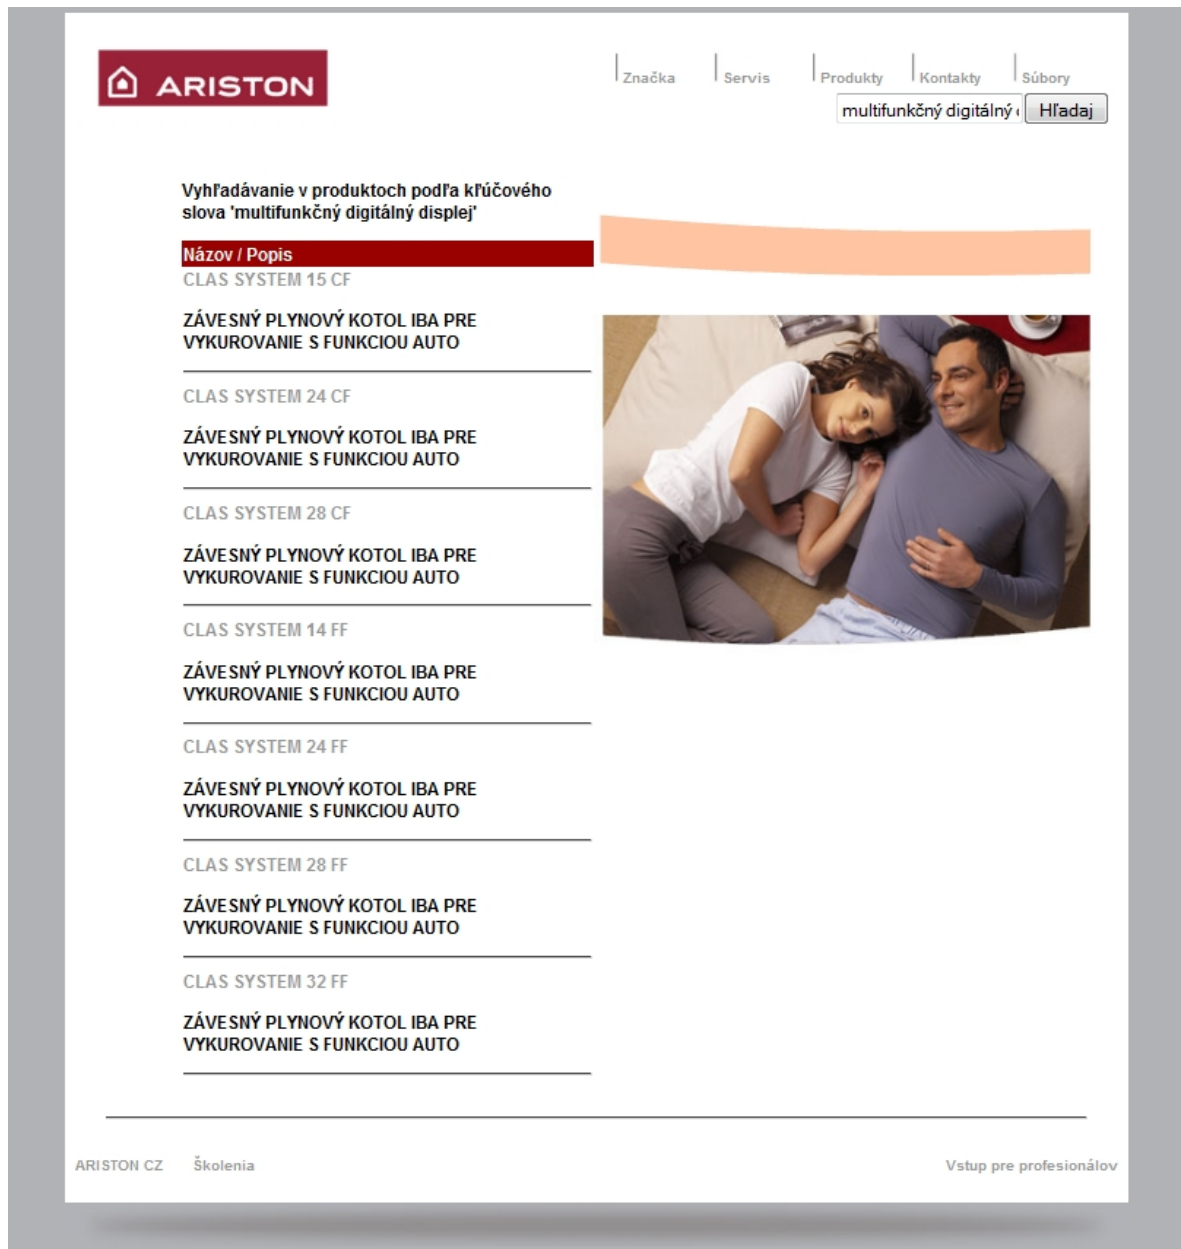 ARISTON
Značka
Servis
Produkty
Kontakty
Súbory
multifunkčný digitálný
Hľadaj
Vyhľadávanie v produktoch podľa kľúčového
slova 'multifunkčný digitálný displej'
Názov / Popis
CLAS SYSTEM 15 CF
ZÁVESNÝ PLYNOVÝ KOTOL IBA PRE
VYKUROVANIE S FUNKCIOU AUTO
CLAS SYSTEM 24 CF
ZÁVESNÝ PLYNOVÝ KOTOL IBA PRE
VYKUROVANIE S FUNKCIOU AUTO
CLAS SYSTEM 28 CF
ZÁVESNÝ PLYNOVÝ KOTOL IBA PRE
VYKUROVANIE S FUNKCIOU AUTO
CLAS SYSTEM 14 FF
ZÁVESNÝ PLYNOVÝ KOTOL IBA PRE
VYKUROVANIE S FUNKCIOU AUTO
CLAS SYSTEM 24 FF
ZÁVESNÝ PLYNOVÝ KOTOL IBA PRE
VYKUROVANIE S FUNKCIOU AUTO
CLAS SYSTEM 28 FF
ZÁVESNÝ PLYNOVÝ KOTOL IBA PRE
VYKUROVANIE S FUNKCIOU AUTO
CLAS SYSTEM 32 FF
ZÁVESNÝ PLYNOVÝ KOTOL IBA PRE
VYKUROVANIE S FUNKCIOU AUTO
ARISTON CZ
Školenia
Vstup pre profesionálov